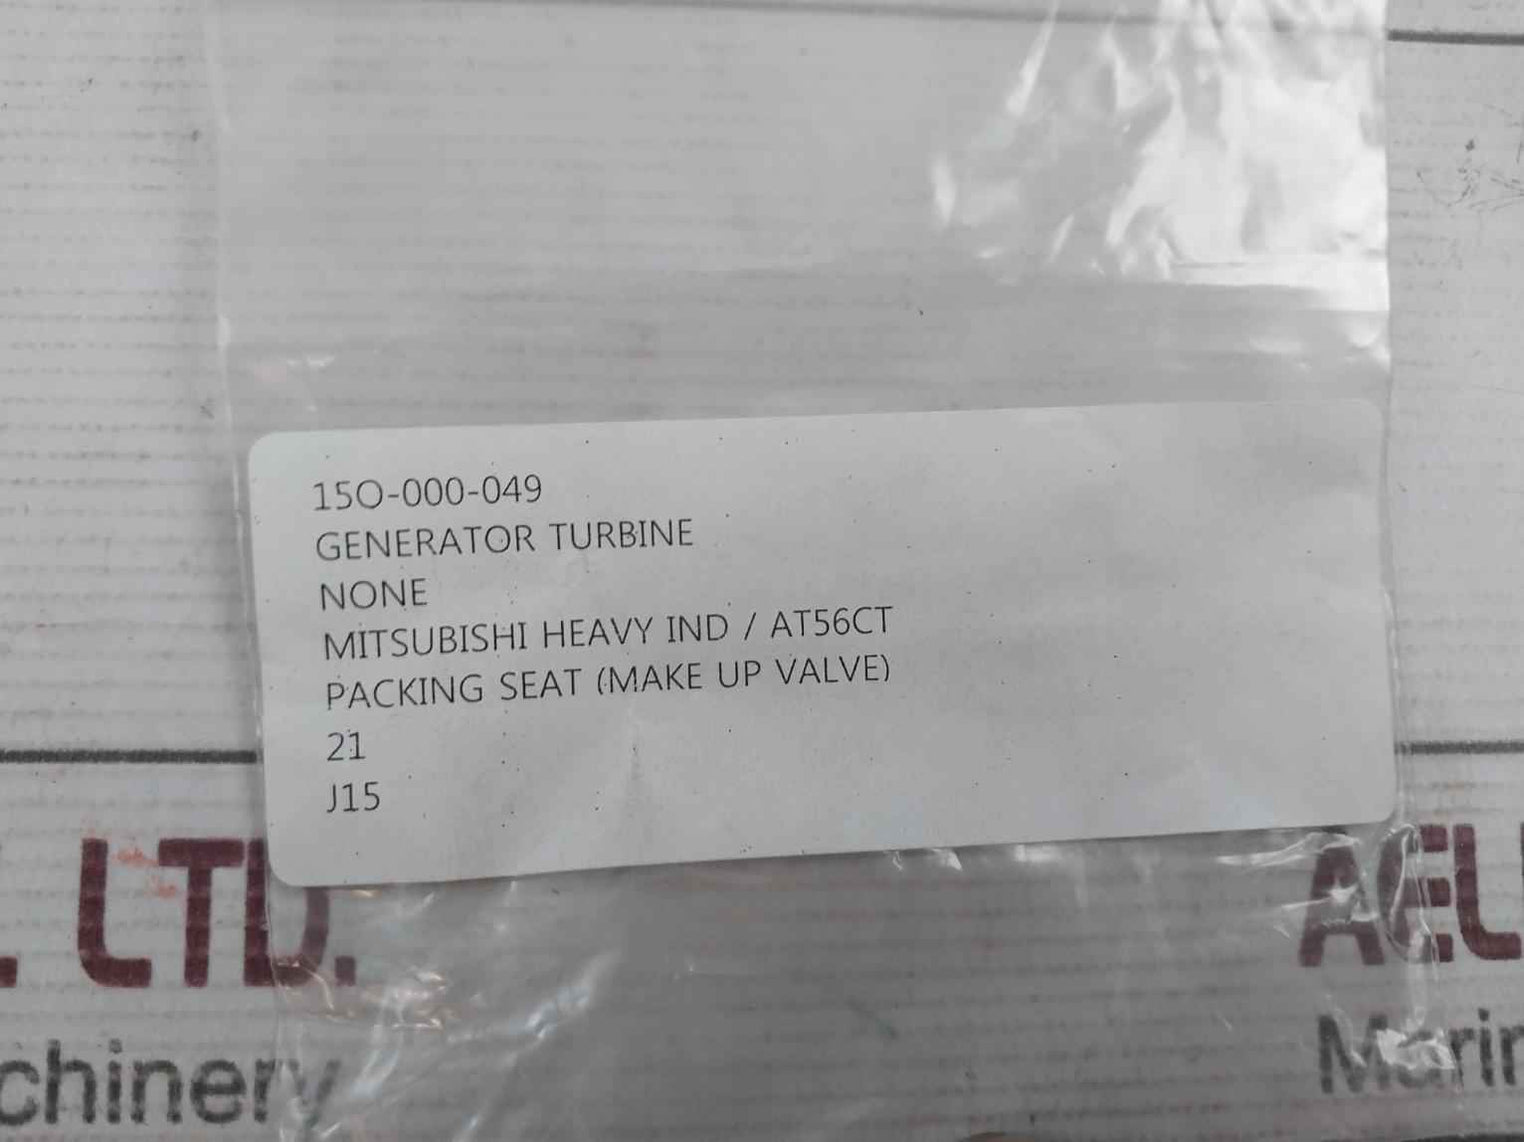 15O-000-049
GENERATOR TURBINE
NONE
MITSUBISHI HEAVY IND / AT56CT
PACKING SEAT (MAKE UP VALVE)
21
J15
. LTD. AEL
chinery Marin